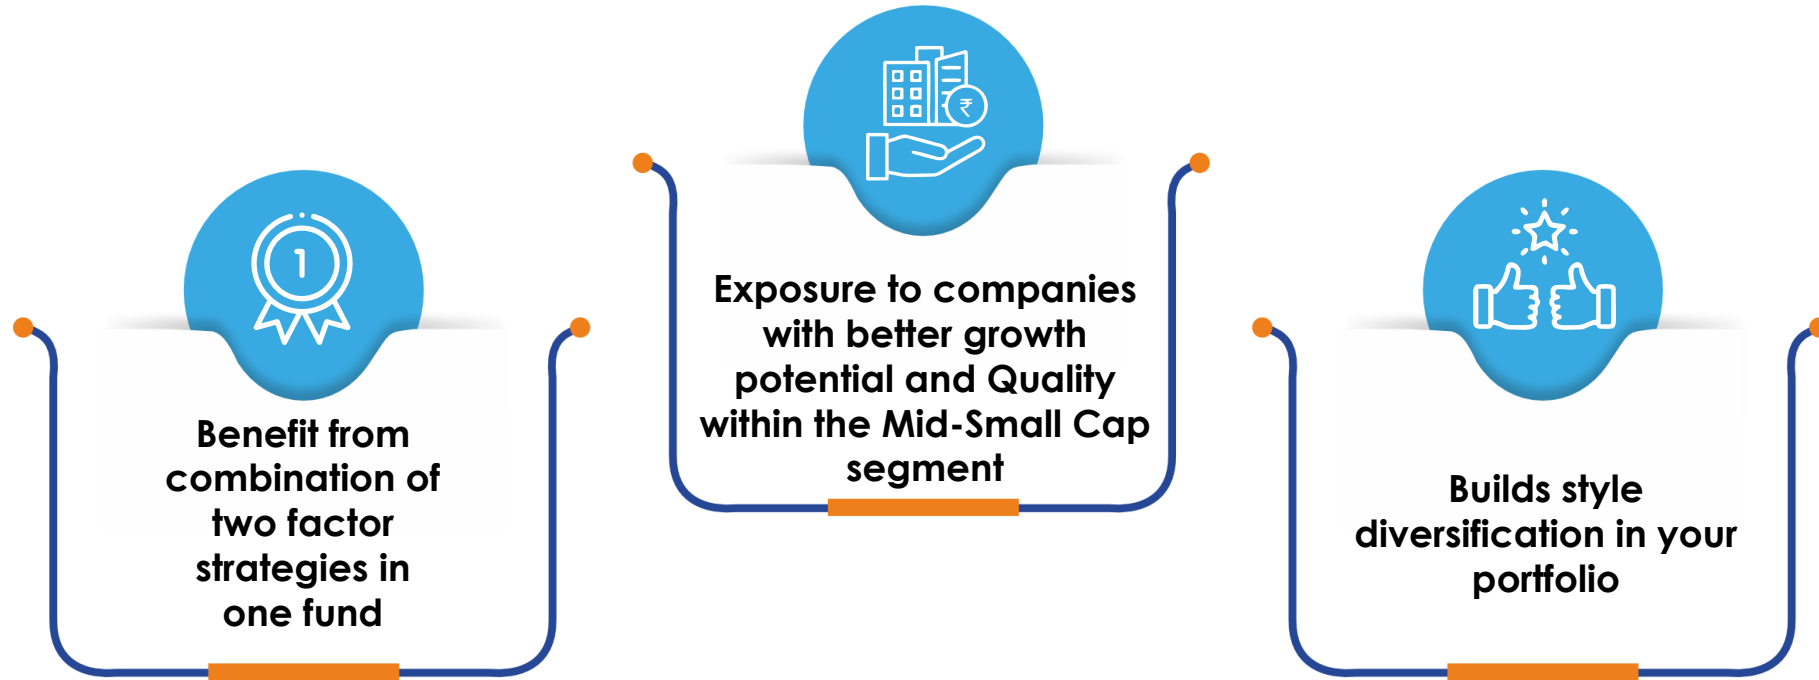 1
Benefit from
combination of
two factor
strategies in
one fund
₹
Exposure to companies
with better growth
potential and Quality
within the Mid-Small Cap
segment
Builds style
diversification in your
portfolio